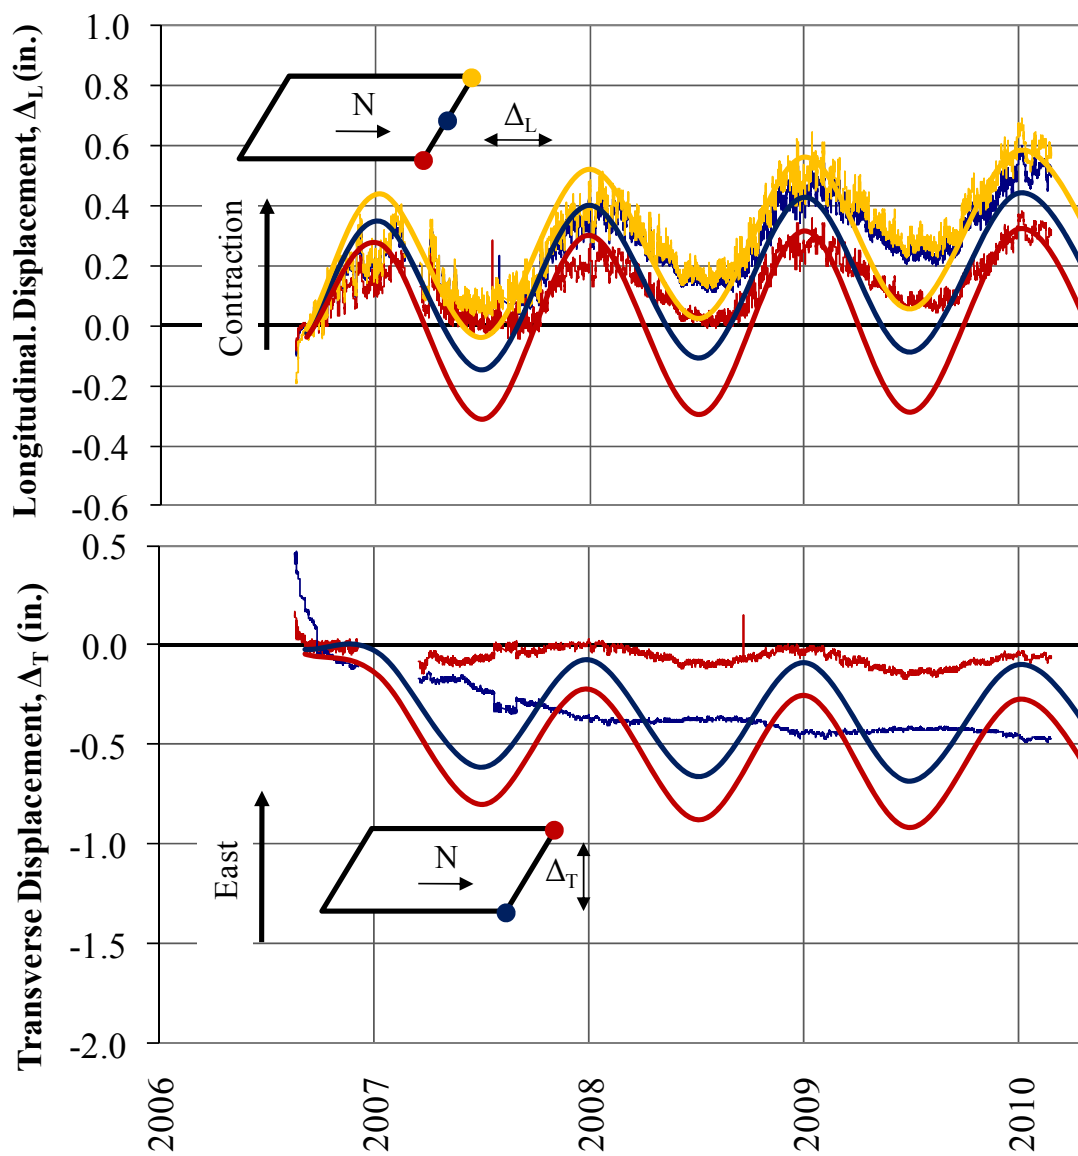 Longitudinal. Displacement, ΔL (in.)
1.0
0.8
0.6
0.4
0.2
0.0
-0.2
-0.4
-0.6
N
ΔL
Contraction
Transverse Displacement, ΔT (in.)
0.5
0.0
-0.5
-1.0
-1.5
-2.0
East
N
ΔT
2006
2007
2008
2009
2010